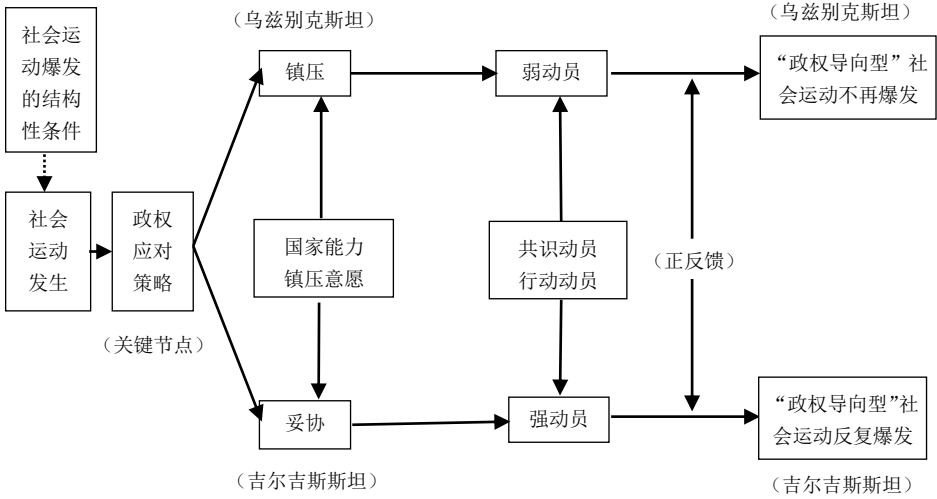 社会运
动爆发
的结构
性条件
社会
运动
发生
政权
应对
策略
（关键节点）
（乌兹别克斯坦）
镇压
国家能力
镇压意愿
妥协
（吉尔吉斯斯坦）
弱动员
共识动员
行动动员
强动员
（正反馈）
（乌兹别克斯坦）
“政权导向型”社
会运动不再爆发
“政权导向型”社
会运动反复爆发
（吉尔吉斯斯坦）